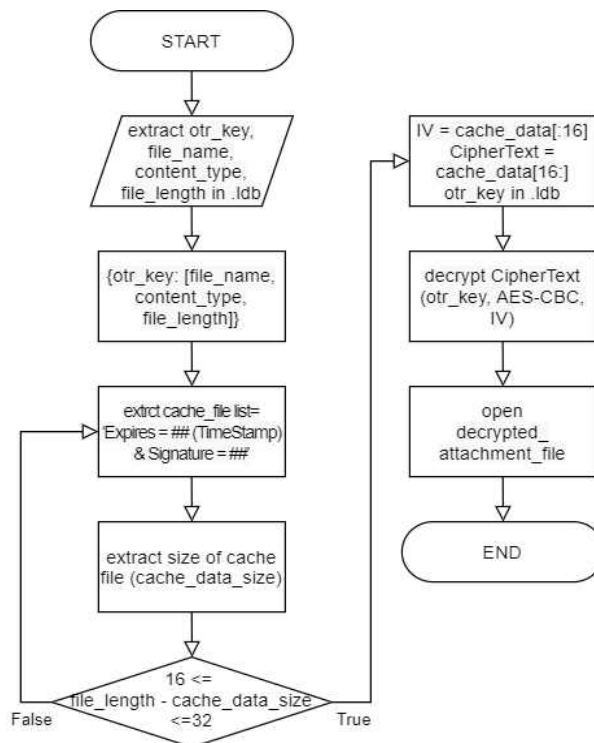 START
extract otr_key,
file_name,
content_type,
file_length in .ldb
{otr_key: [file_name,
content_type,
file_length]}
extrct cache_file list=
'Expires = ## (TimeStamp)
& Signature = ##'
extract size of cache
file (cache_data_size)
16 <=
file_length - cache_data_size
<=32
False
True
IV = cache_data[:16]
CipherText =
cache_data[16:]
otr_key in .ldb
decrypt CipherText
(otr_key, AES-CBC,
IV)
open
decrypted_
attachment_file
END